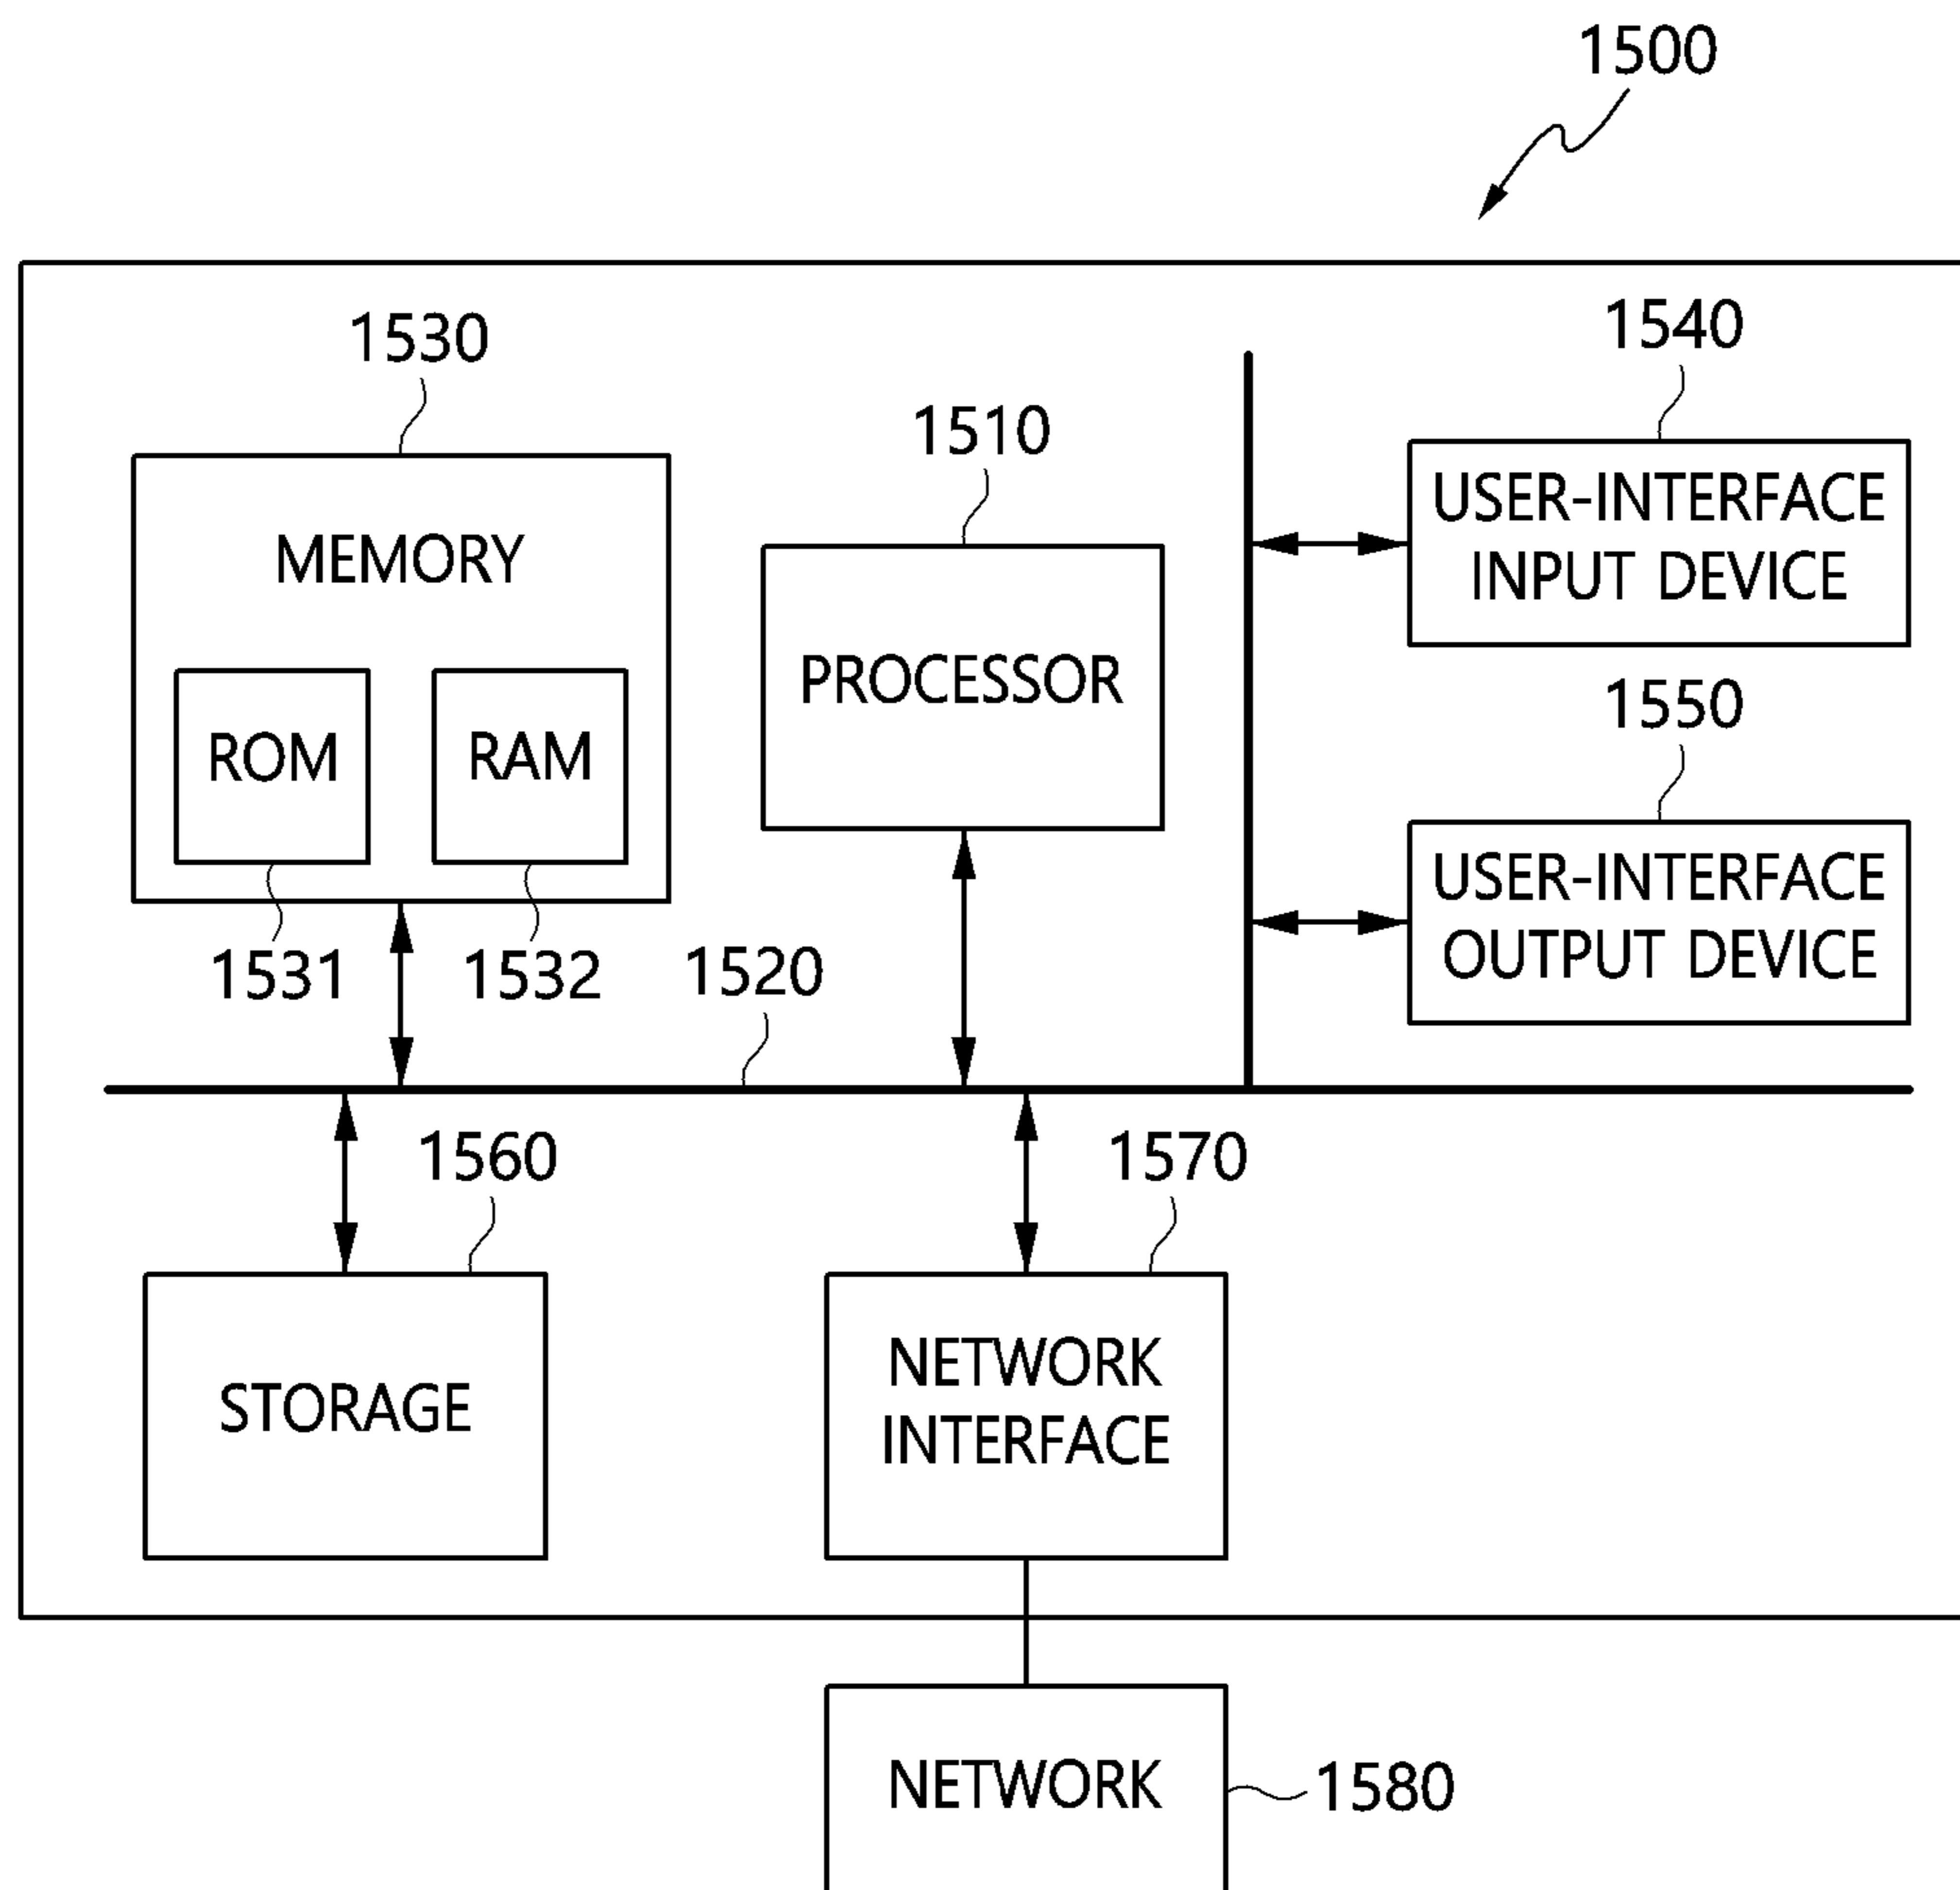 1500
1530
1510
1540
MEMORY
ROM
RAM
1531
1532
PROCESSOR
USER-INTERFACE
INPUT DEVICE
1550
USER-INTERFACE
OUTPUT DEVICE
1520
1560
1570
STORAGE
NETWORK
INTERFACE
NETWORK
1580